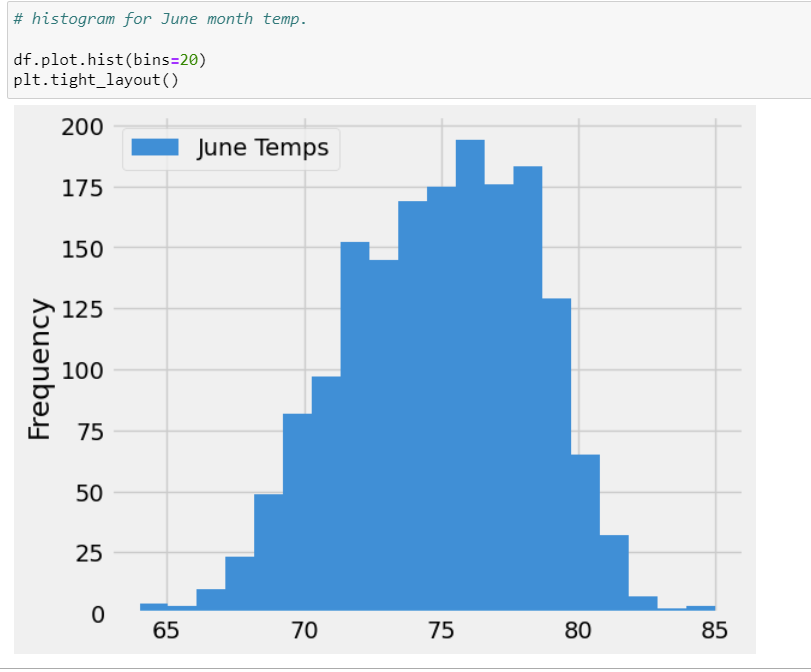 # histogram for June month temp.
df.plot.hist(bins=20)
plt.tight_layout()
200
June Temps
175
150
125
100
75
50
25
0
Frequency
65 70 75 80 85